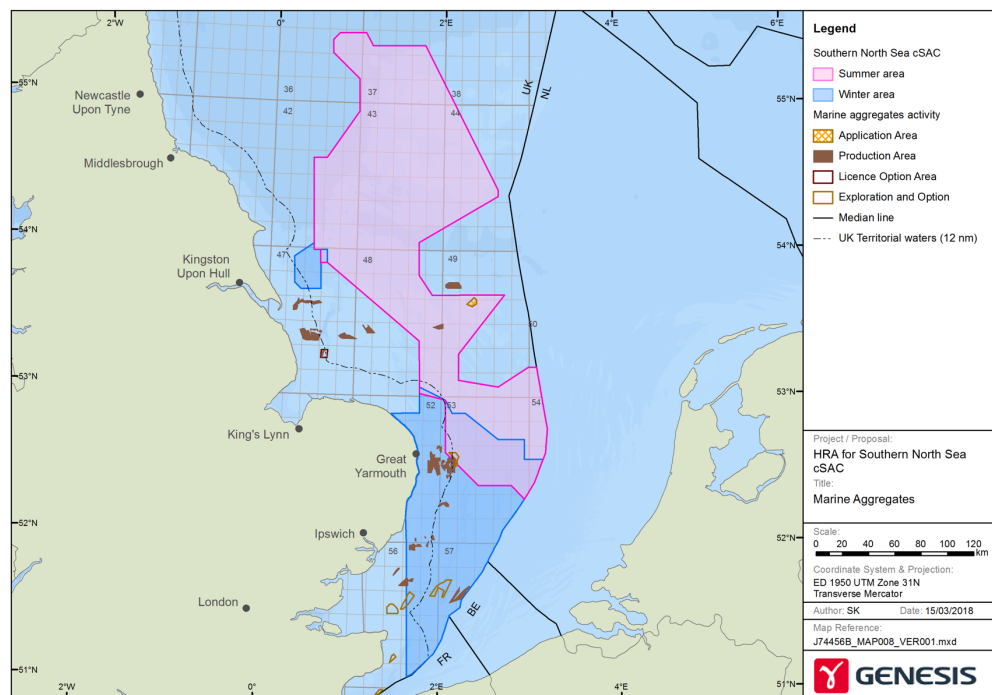 0°
2°E
4°E
6°E
55°N
55°N
54°N
54°N
53°N
53°N
52°N
52°N
51°N
51°N
2°W
0°
2°E
4°E
Newcastle
Upon Tyne
Middlesbrough
Kingston
Upon Hull
King's Lynn
Great
Yarmouth
Ipswich
London
36
37
38
42
43
44
47
48
49
50
52
53
54
56
57
UK
NL
BE
FR
Legend
Southern North Sea cSAC
Summer area
Winter area
Marine aggregates activity
Application Area
Production Area
Licence Option Area
Exploration and Option
Median line
UK Territorial waters (12 nm)
Project / Proposal:
HRA for Southern North Sea
cSAC
Title:
Marine Aggregates
Scale:
0 20 40 60 80 100 120
km
Coordinate System & Projection:
ED 1950 UTM Zone 31N
Transverse Mercator
Author: SK Date: 15/03/2018
Map Reference:
J74456B_MAP008_VER001.mxd
GENESIS